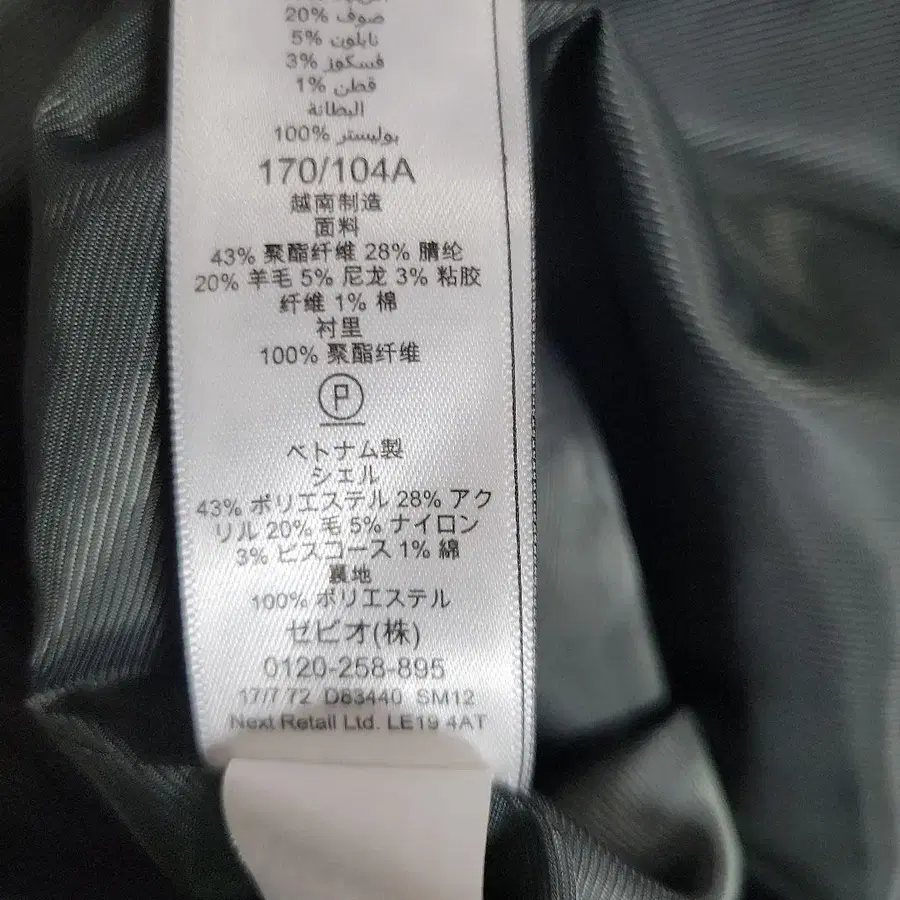 صوف %20
نايلون %5
فسكوز %3
قطن %1
البطانة
بوليستر %100
170/104A
越南制造
面料
43% 聚酯纤维 28% 腈纶
20% 羊毛 5% 尼龙 3% 粘胶
纤维 1% 棉
衬里
100% 聚酯纤维
P
ベトナム製
シエル
43% ポリエステル 28% アク
リル 20% 毛 5% ナイロン
3% ビスコース 1% 綿
裏地
100% ポリエステル
ゼビオ(株)
0120-258-895
17/7 72 D83440 SM12
Next Retail Ltd. LE19 4AT